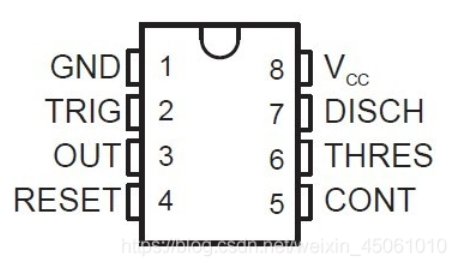 GND 1 8 Vcc
TRIG 2 7 DISCH
OUT 3 6 THRES
RESET 4 5 CONT
https://blog.csdn.net/weixin_45061010